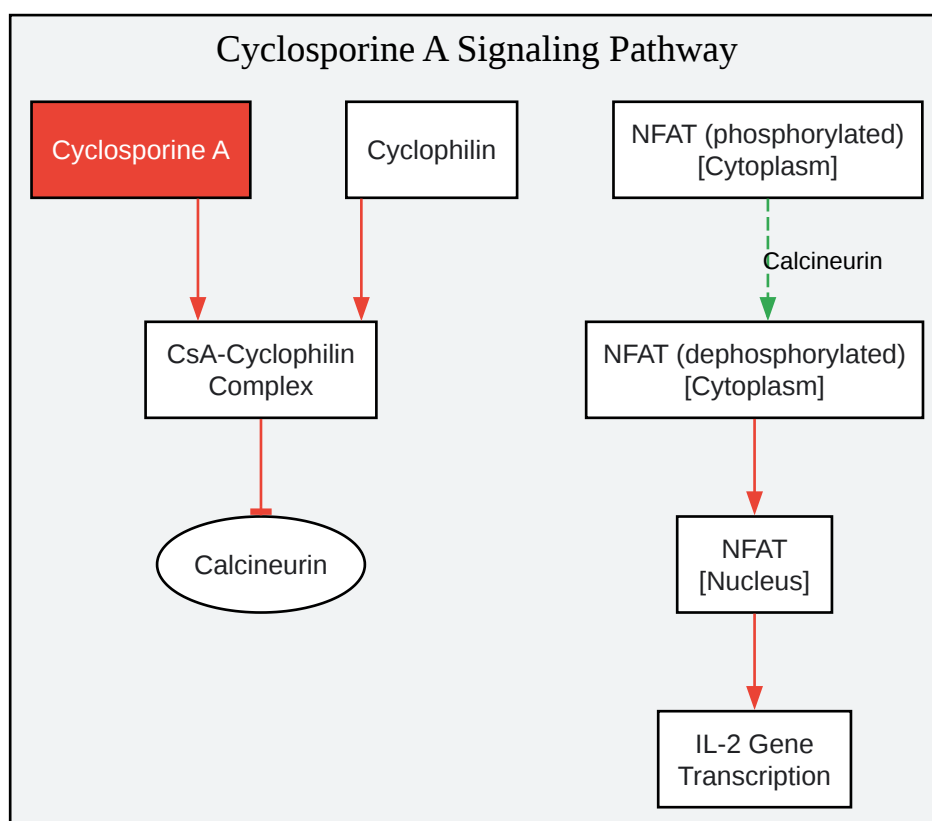 Cyclosporine A Signaling Pathway
Cyclosporine A
Cyclophilin
NFAT (phosphorylated)
[Cytoplasm]
Calcineurin
CsA-Cyclophilin
Complex
NFAT (dephosphorylated)
[Cytoplasm]
Calcineurin
NFAT
[Nucleus]
IL-2 Gene
Transcription